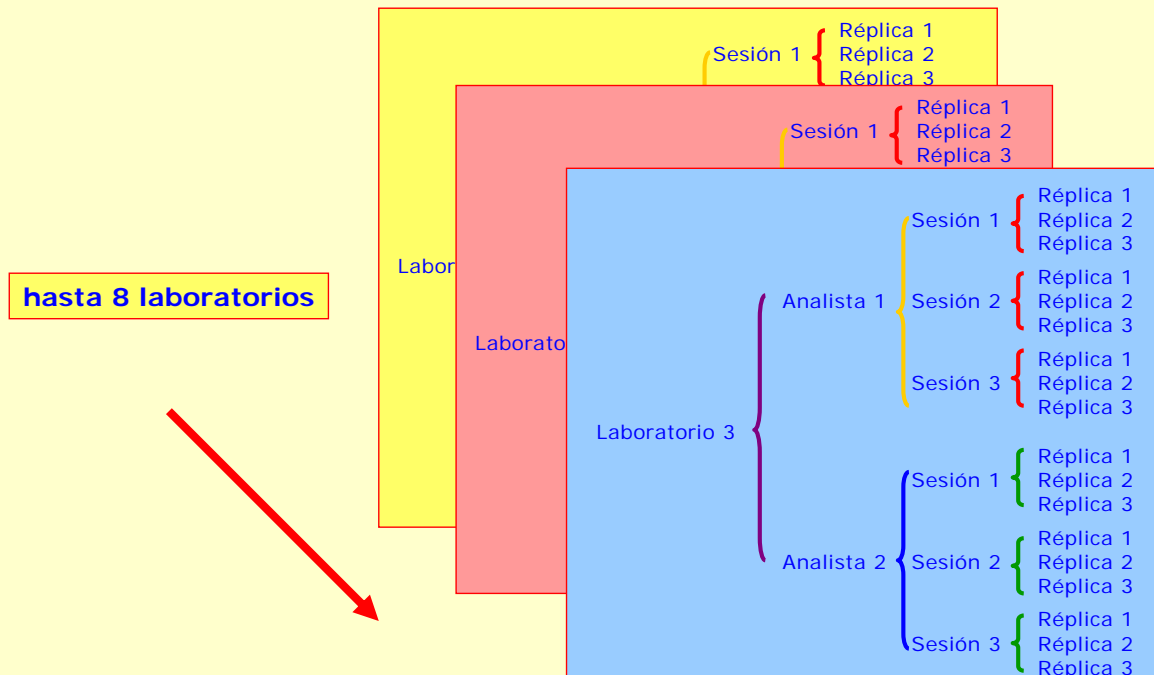 Sesión 1
Réplica 1
Réplica 2
Réplica 3
Labor
Sesión 1
Réplica 1
Réplica 2
Réplica 3
Laborato
hasta 8 laboratorios
Laboratorio 3
Analista 1
Sesión 1
Réplica 1
Réplica 2
Réplica 3
Sesión 2
Réplica 1
Réplica 2
Réplica 3
Sesión 3
Réplica 1
Réplica 2
Réplica 3
Analista 2
Sesión 1
Réplica 1
Réplica 2
Réplica 3
Sesión 2
Réplica 1
Réplica 2
Réplica 3
Sesión 3
Réplica 1
Réplica 2
Réplica 3